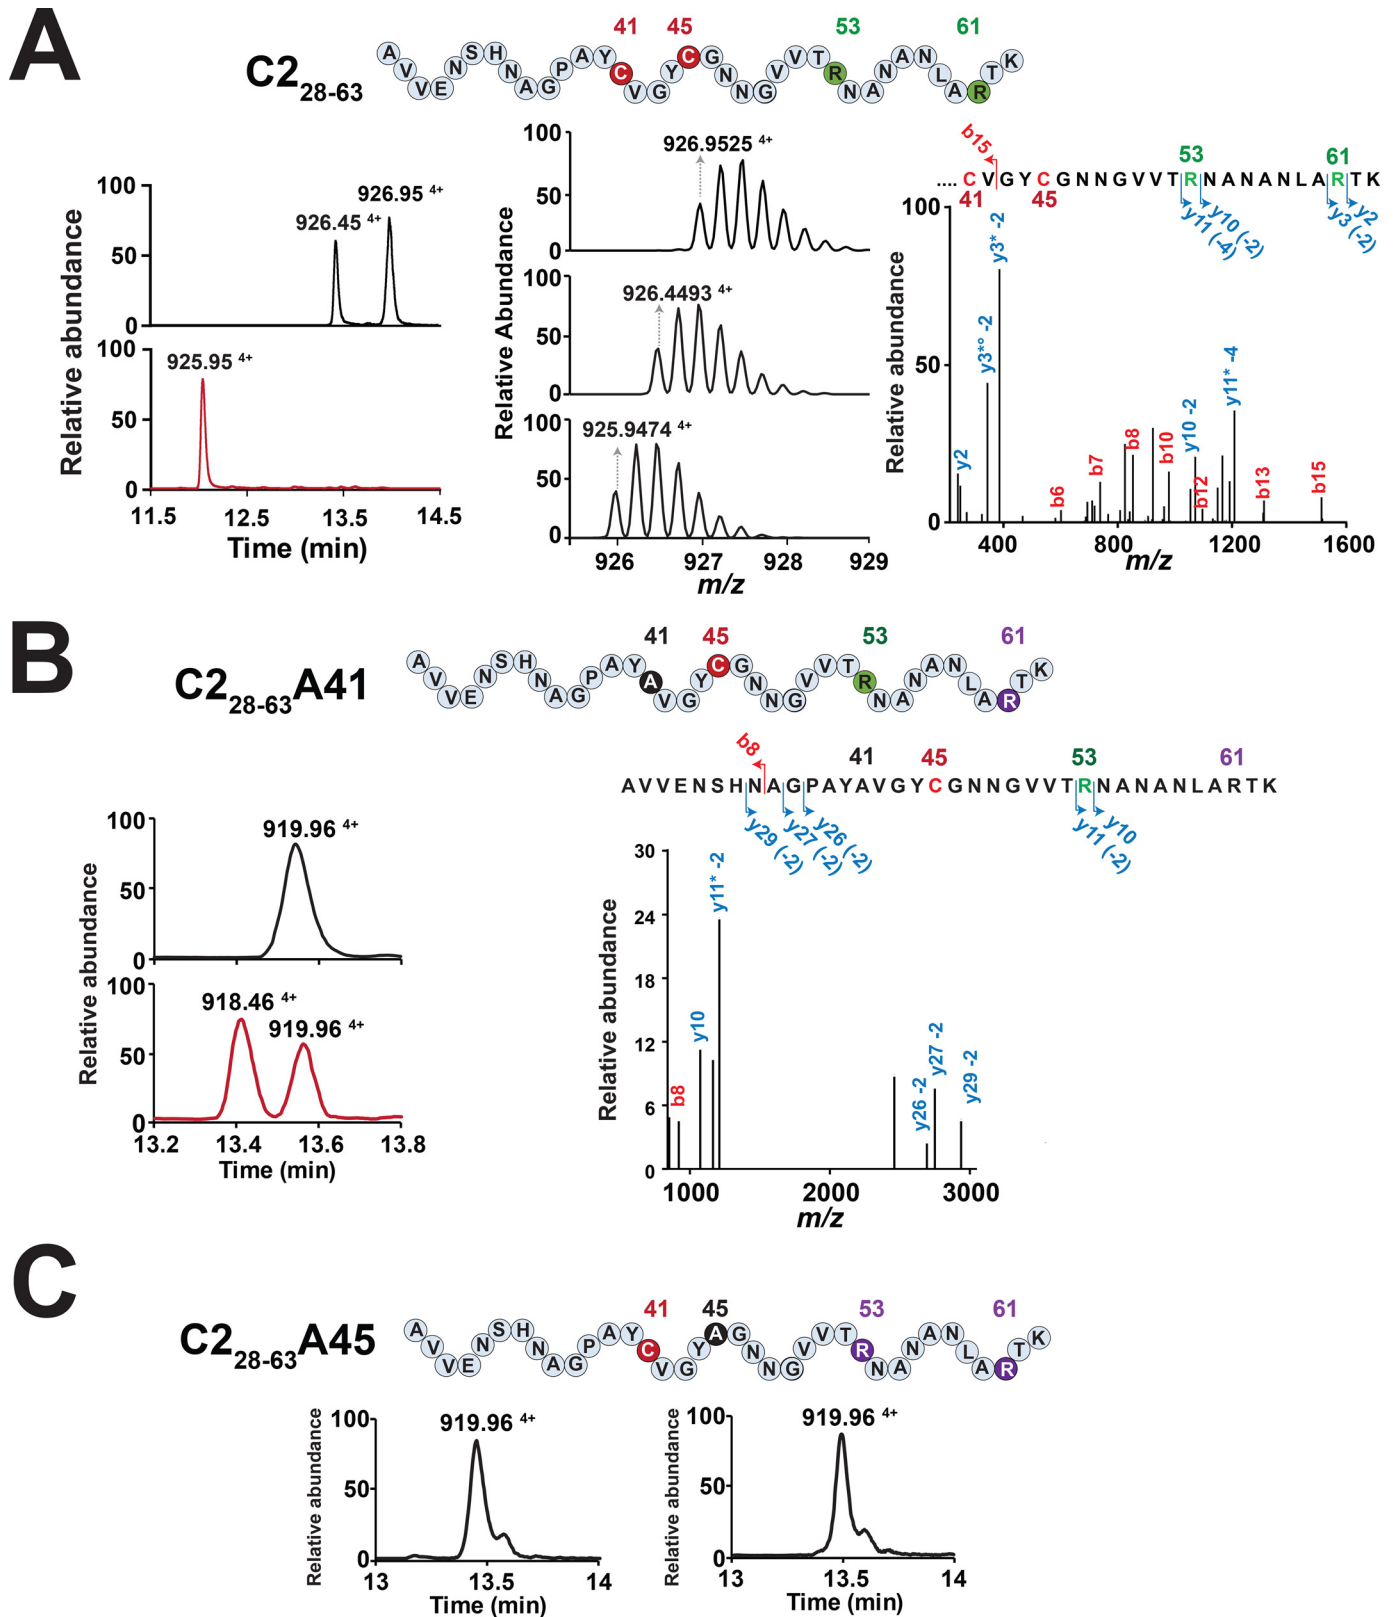 A
41 45 53 61
C2 28-63
A V V E N S H N A G P A Y C V G Y C G N N G V V T R N A N A N L A R T K
100
926.95 4+
926.45 4+
50
0
100
925.95 4+
50
0
11.5 12.5 13.5 14.5
Relative abundance
Time (min)
100
926.9525 4+
50
0
100
926.4493 4+
50
0
100
925.9474 4+
50
0
926 927 928 929
Relative Abundance
m/z
b15
53 61
.... C V G Y C G N N G V V T R N A N A N L A R T K
41 45
y11 (-4) y10 (-2) y3 (-2) y2
100
50
0
Relative abundance
y2
y3*° -2
y3* -2
b6
b7
b8
b10
y10 -2
b12
y11* -4
b13
b15
400 800 1200 1600
m/z
B
41 45 53 61
C2 28-63 A41
A V V E N S H N A G P A Y A V G Y C G N N G V V T R N A N A N L A R T K
b8 41 45 53 61
A V V E N S H N A G P A Y A V G Y C G N N G V V T R N A N A N L A R T K
y29 (-2) y27 (-2) y26 (-2) y11 (-2) y10
100
919.96 4+
50
0
Relative abundance
100
918.46 4+
919.96 4+
50
0
Relative abundance
13.2 13.4 13.6 13.8
Time (min)
30
24
18
12
6
0
Relative abundance
b8
y10
y11* -2
y26 -2
y27 -2
y29 -2
1000 2000 3000
m/z
C
41 45 53 61
C2 28-63 A45
A V V E N S H N A G P A Y C V G Y A G N N G V V T R N A N A N L A R T K
100
919.96 4+
50
0
Relative abundance
13 13.5 14
Time (min)
100
919.96 4+
50
0
Relative abundance
13 13.5 14
Time (min)